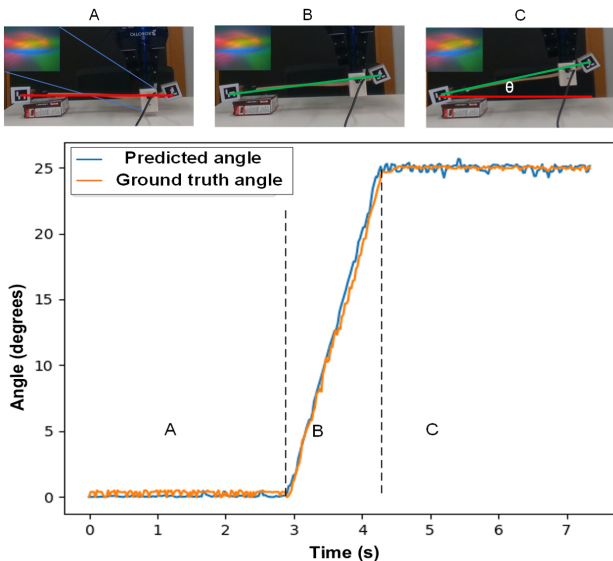 A
B
C
θ
Predicted angle
Ground truth angle
25
20
15
10
5
0
Angle (degrees)
A
B
C
0
1
2
3
4
5
6
7
Time (s)